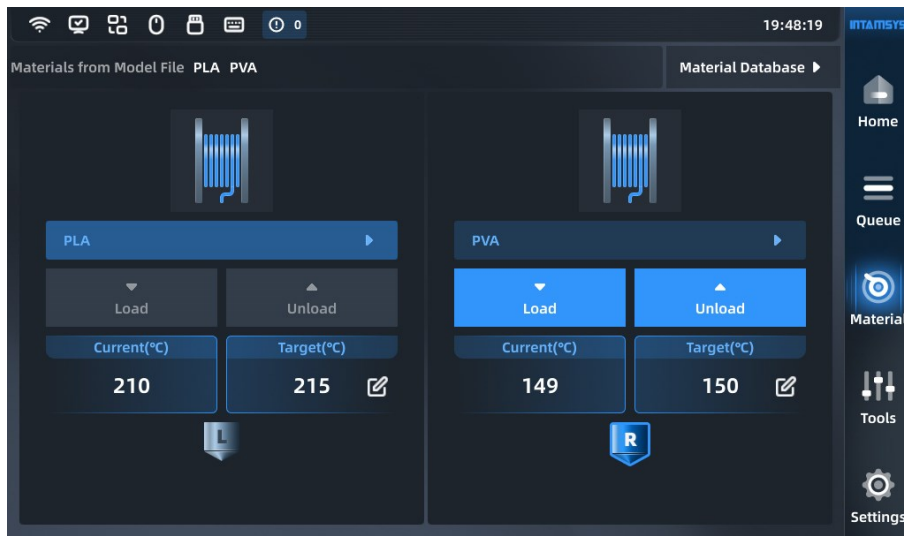 0 19:48:19 INTAMSYS
Materials from Model File PLA PVA Material Database
Home
Queue
Material
Tools
Settings
PLA
Load Unload
Current(°C) Target(°C)
210 215
L
PVA
Load Unload
Current(°C) Target(°C)
149 150
R